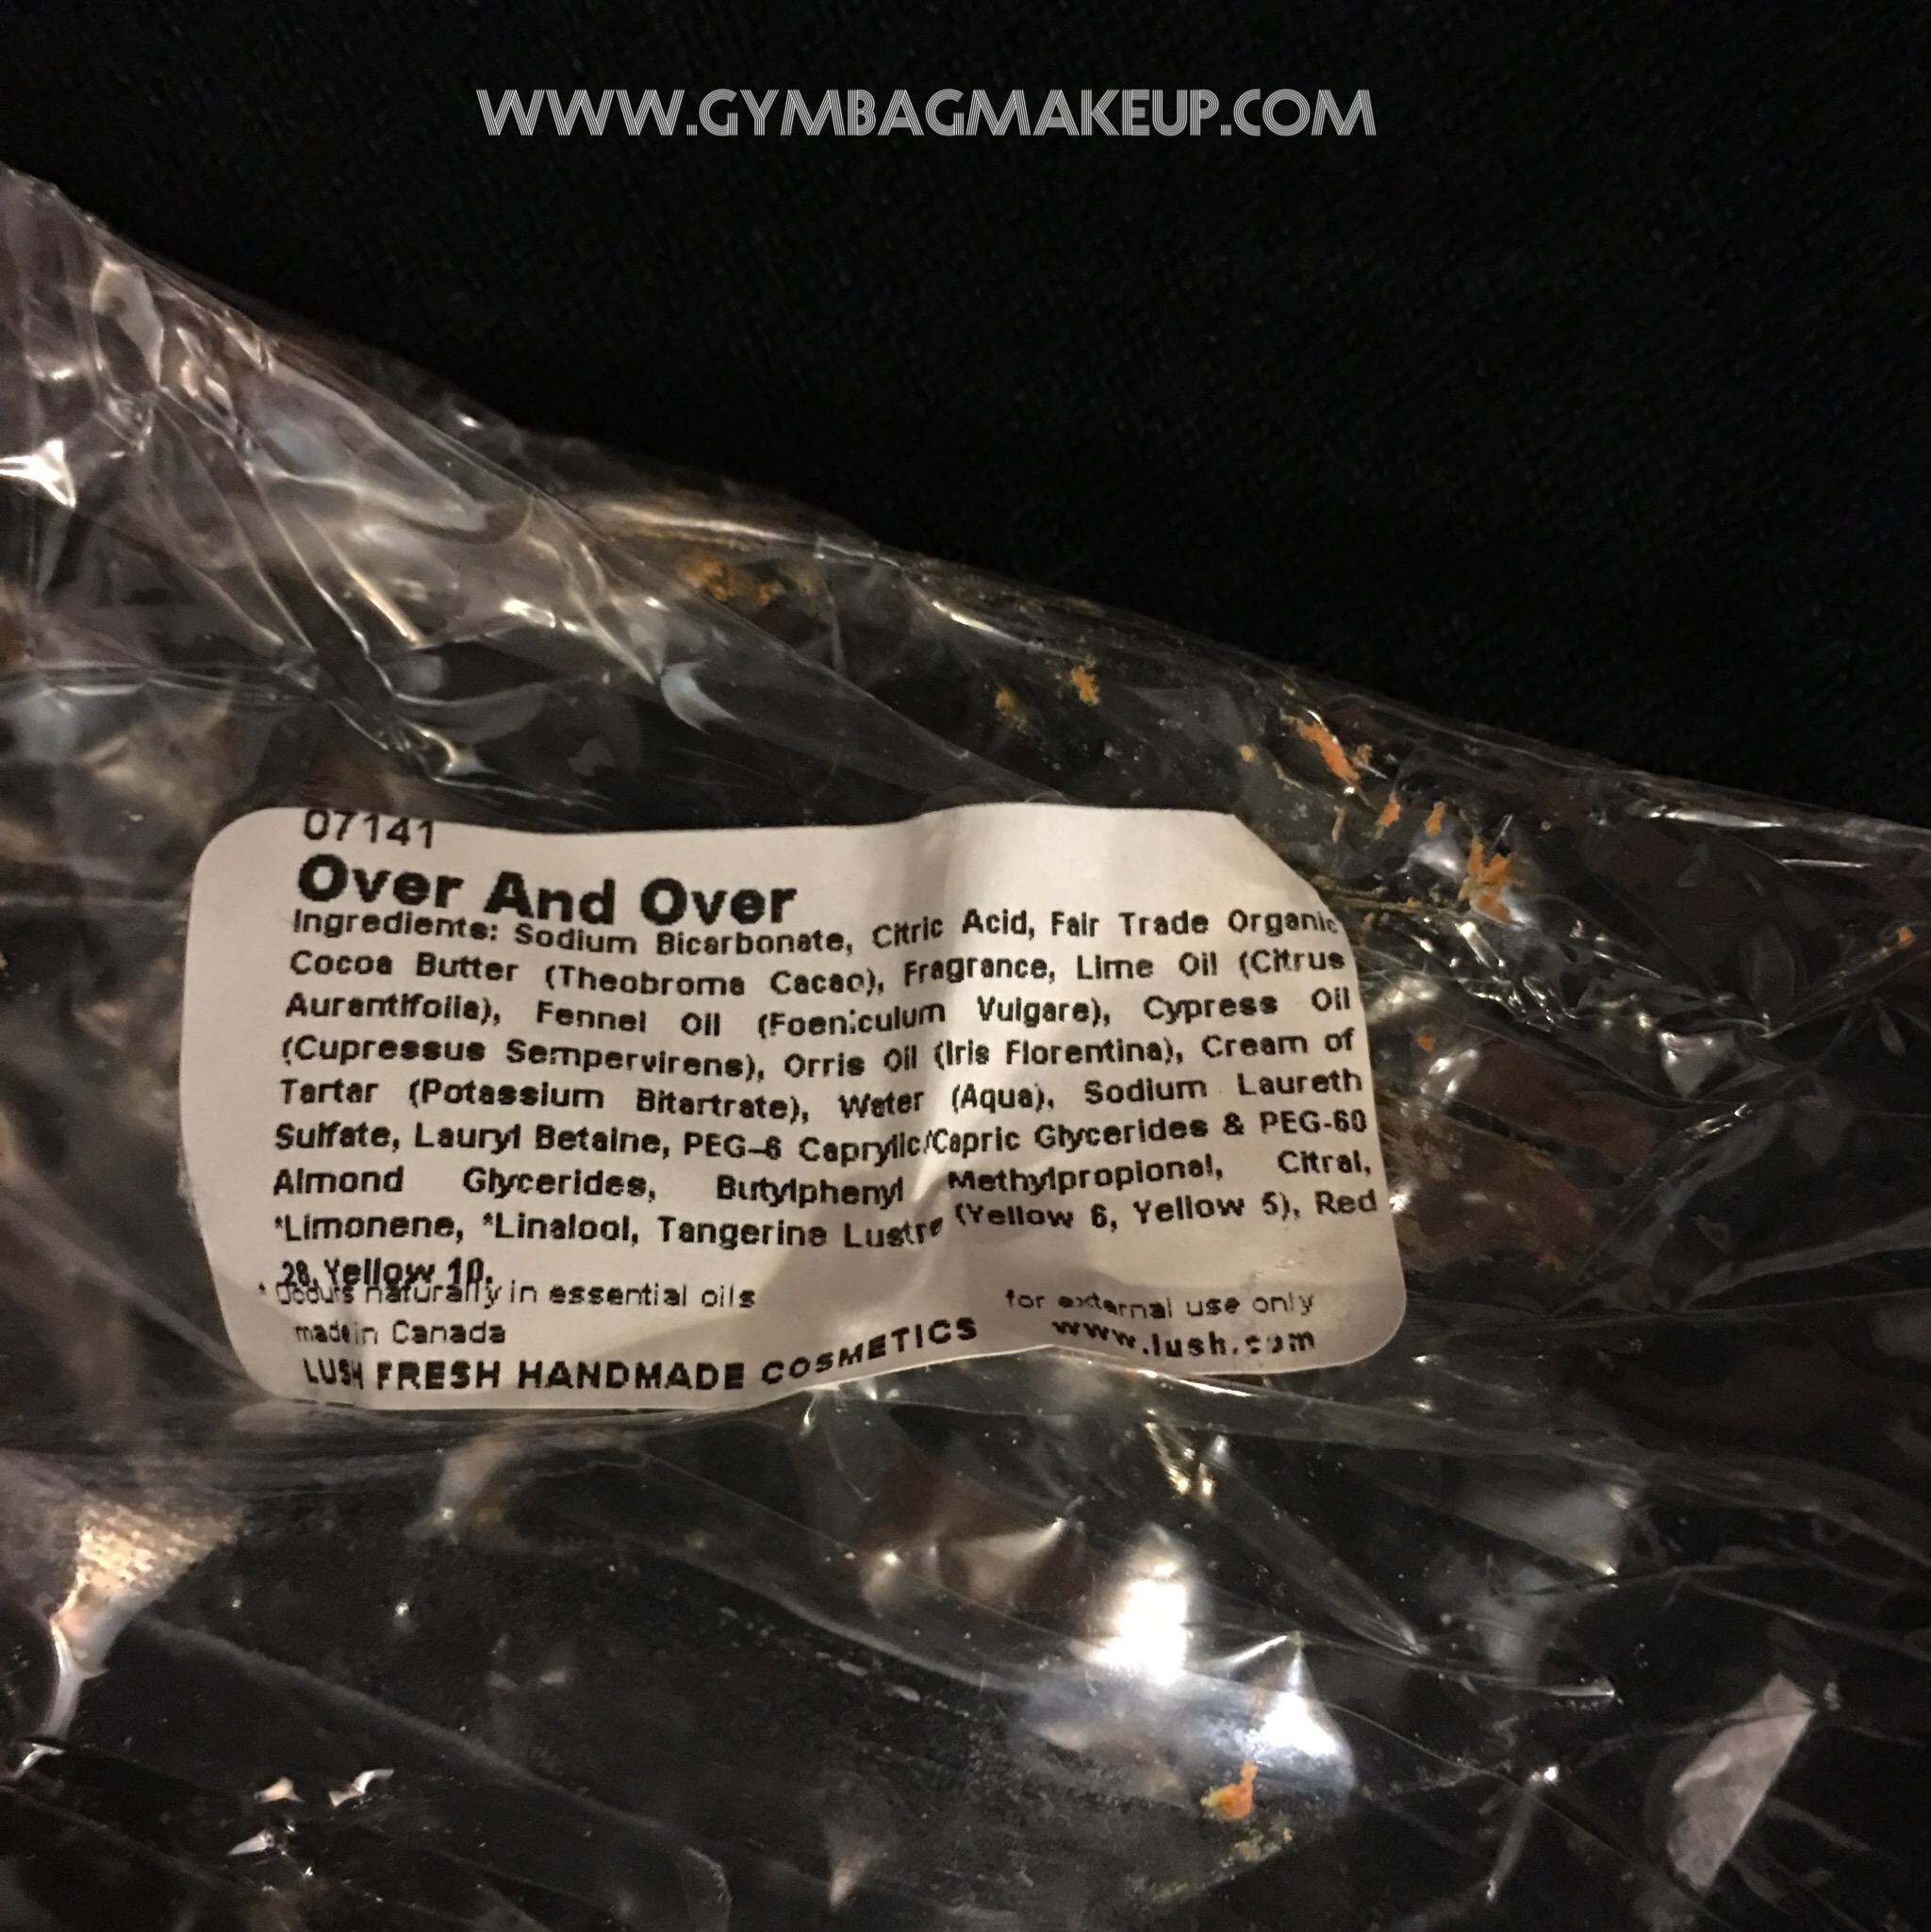 WWW.GYMBAGMAKEUP.COM
07141
Over And Over
Ingredients: Sodium Bicarbonate, Citric Acid, Fair Trade Organic
Cocoa Butter (Theobroma Cacao), Fragrance, Lime Oil (Citrus
Aurantifolia), Fennel Oil (Foeniculum Vulgare), Cypress Oil
(Cupressus Sempervirens), Orris Oil (Iris Florentina), Cream of
Tartar (Potassium Bitartrate), Water (Aqua), Sodium Laureth
Sulfate, Lauryl Betaine, PEG-6 Caprylic/Capric Glycerides & PEG-60
Almond Glycerides, Butylphenyl Methylpropional, Citral,
*Limonene, *Linalool, Tangerine Lustre (Yellow 6, Yellow 5), Red
28, Yellow 10.
* Occurs naturally in essential oils
for external use only
made in Canada
www.lush.com
LUSH FRESH HANDMADE COSMETICS